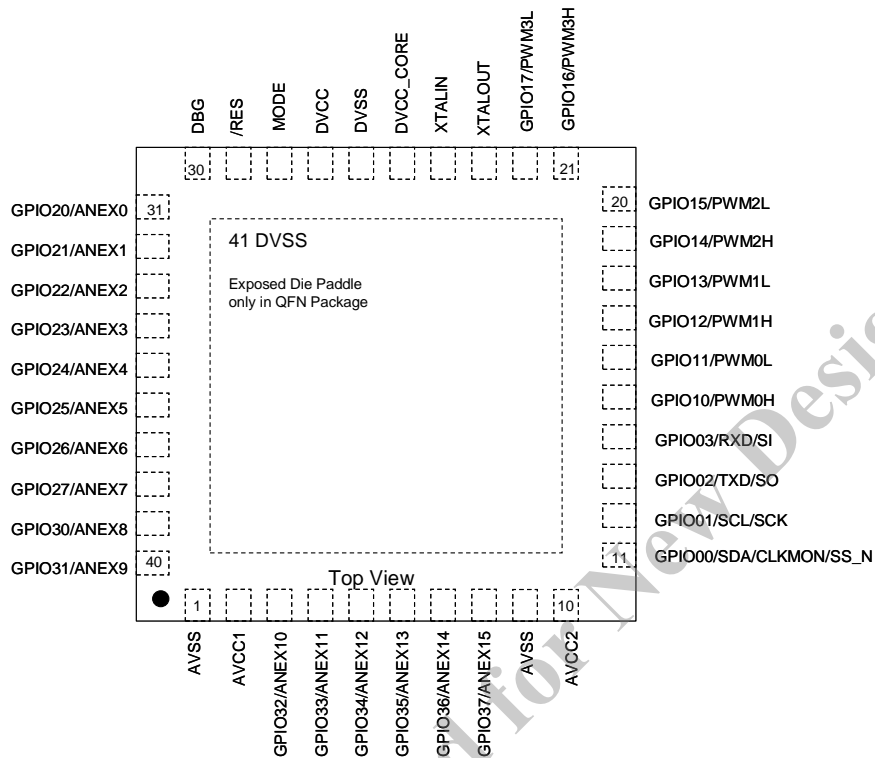 DBG
/RES
MODE
DVCC
DVSS
DVCC_CORE
XTALIN
XTALOUT
GPIO17/PWM3L
GPIO16/PWM3H
30
21
31
20
GPIO20/ANEX0
GPIO21/ANEX1
GPIO22/ANEX2
GPIO23/ANEX3
GPIO24/ANEX4
GPIO25/ANEX5
GPIO26/ANEX6
GPIO27/ANEX7
GPIO30/ANEX8
GPIO31/ANEX9
41 DVSS
Exposed Die Paddle
only in QFN Package
GPIO15/PWM2L
GPIO14/PWM2H
GPIO13/PWM1L
GPIO12/PWM1H
GPIO11/PWM0L
GPIO10/PWM0H
GPIO03/RXD/SI
GPIO02/TXD/SO
GPIO01/SCL/SCK
GPIO00/SDA/CLKMON/SS_N
40
11
Top View
1
10
AVSS
AVCC1
GPIO32/ANEX10
GPIO33/ANEX11
GPIO34/ANEX12
GPIO35/ANEX13
GPIO36/ANEX14
GPIO37/ANEX15
AVSS
AVCC2
for New Desig